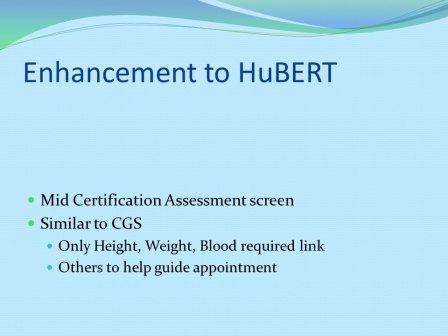 Enhancement to HuBERT
Mid Certification Assessment screen
Similar to CGS
Only Height, Weight, Blood required link
Others to help guide appointment